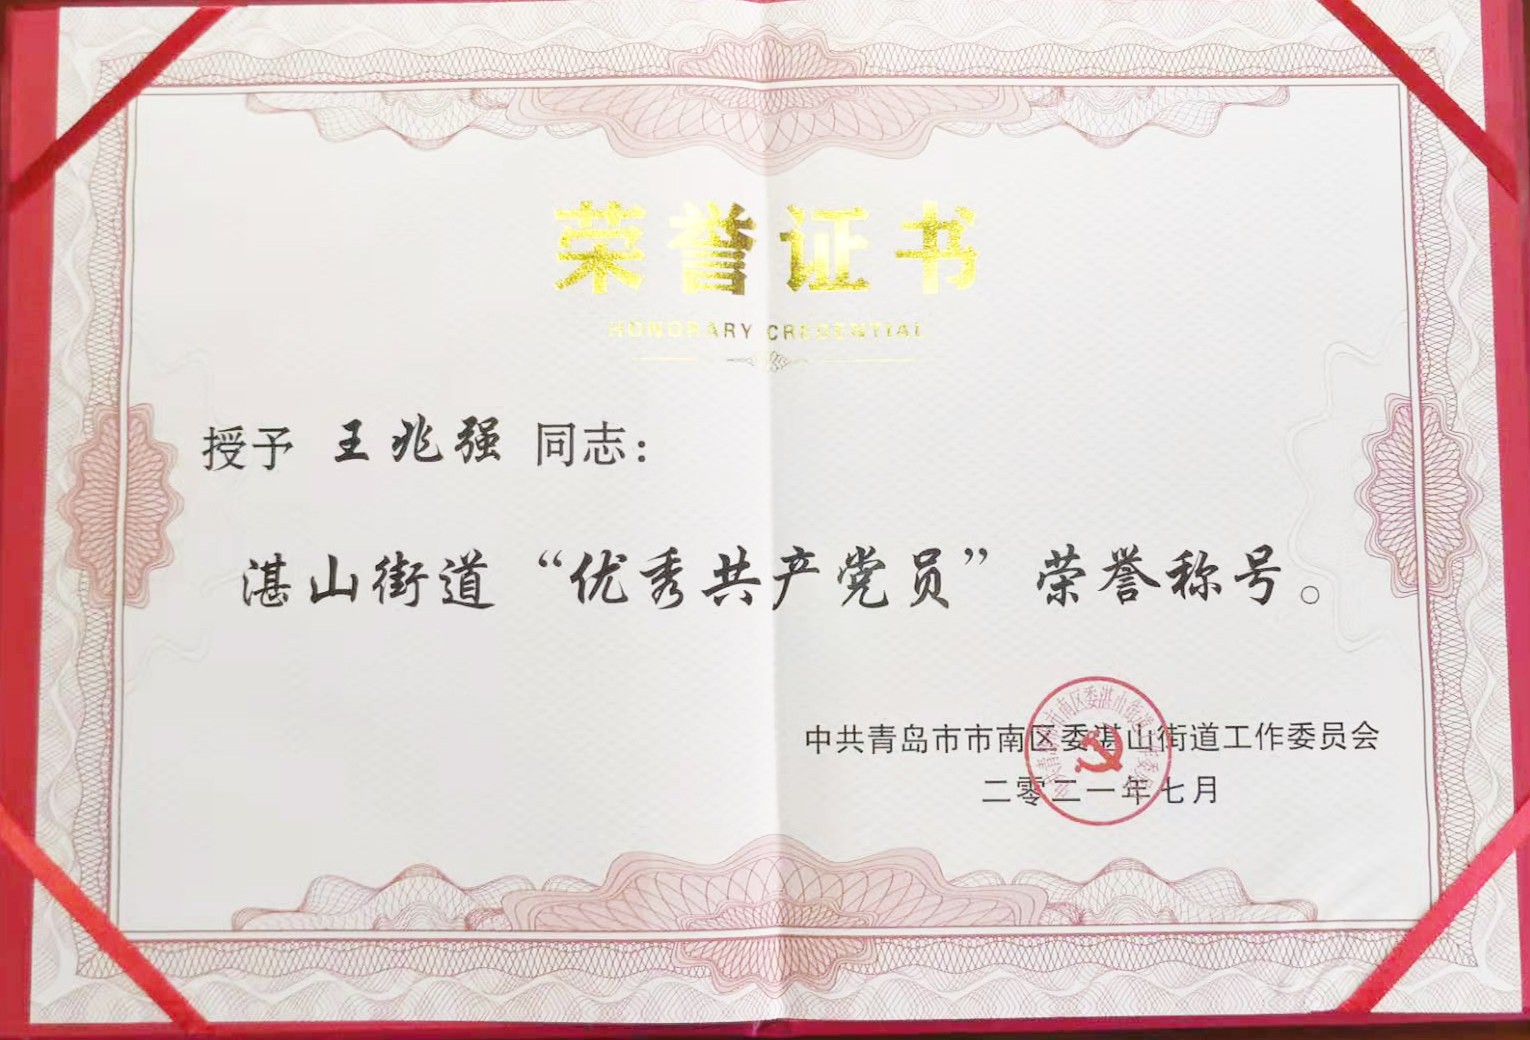 荣誉证书
HONORARY CREDENTIAL
授予 王兆强 同志：
湛山街道“优秀共产党员”荣誉称号。
中共青岛市市南区委湛山街道工作委员会
二零二一年七月